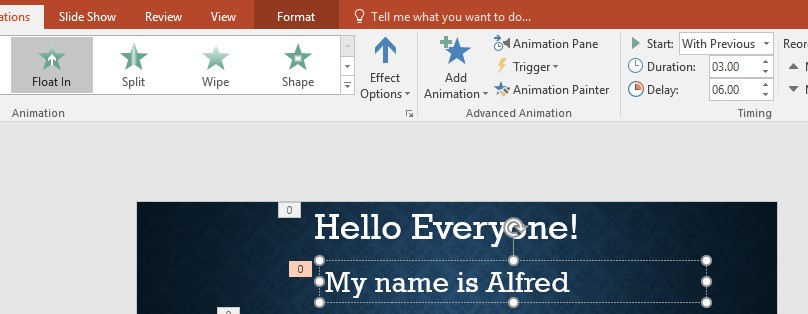 ations Slide Show Review View Format Tell me what you want to do...
Float In Split Wipe Shape
Effect Options
Add Animation
Animation Pane
Trigger
Animation Painter
Start: With Previous
Duration: 03.00
Delay: 06.00
Reor
Animation Advanced Animation Timing
0
Hello Everyone!
0
My name is Alfred